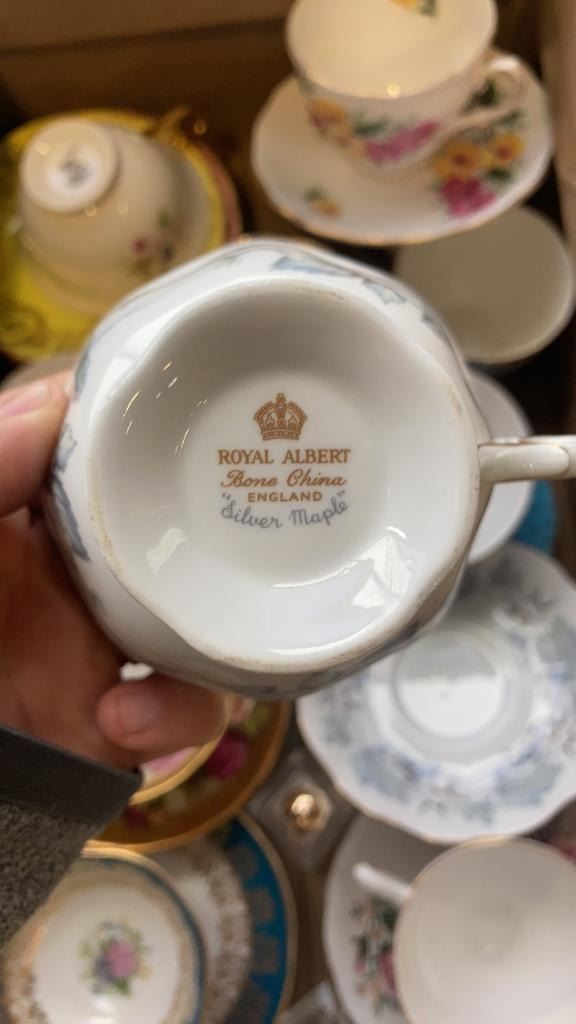 ROYAL ALBERT
Bone China
ENGLAND
"Silver Maple"